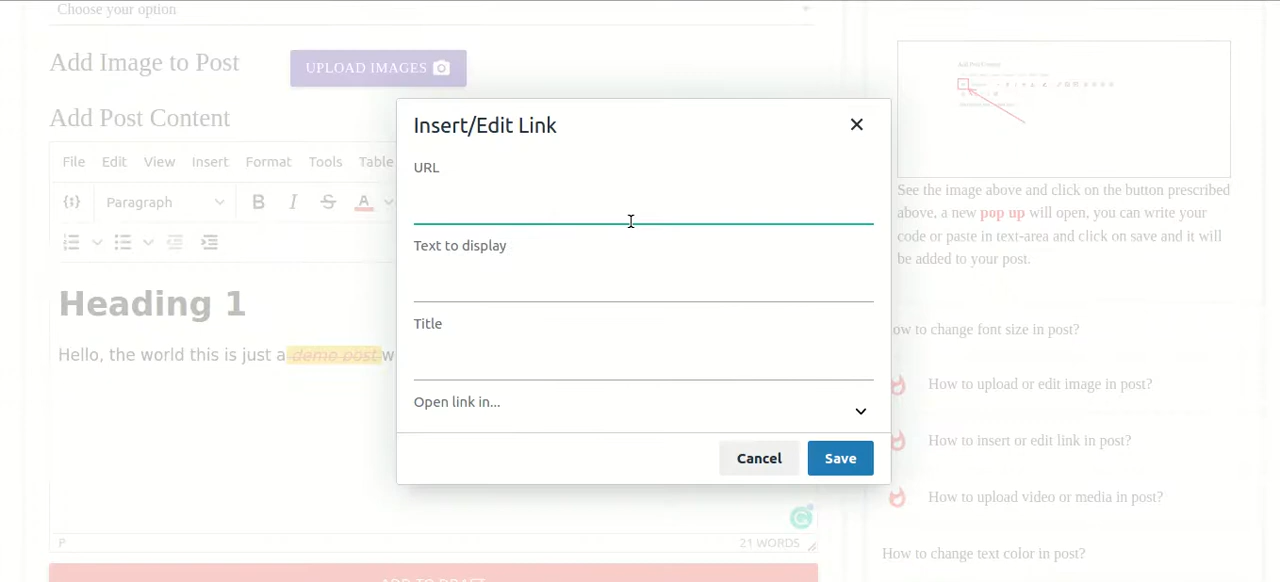 Choose your option
Add Image to Post
UPLOAD IMAGES
Add Post Content
File Edit View Insert Format Tools Table
Paragraph
B I S A
Heading 1
Hello, the world this is just a demo post w
P
21 WORDS
Insert/Edit Link
URL
Text to display
Title
Open link in...
Cancel
Save
Add Post Content
See the image above and click on the button prescribed
above, a new pop up will open, you can write your
code or paste in text-area and click on save and it will
be added to your post.
ow to change font size in post?
How to upload or edit image in post?
How to insert or edit link in post?
How to upload video or media in post?
How to change text color in post?